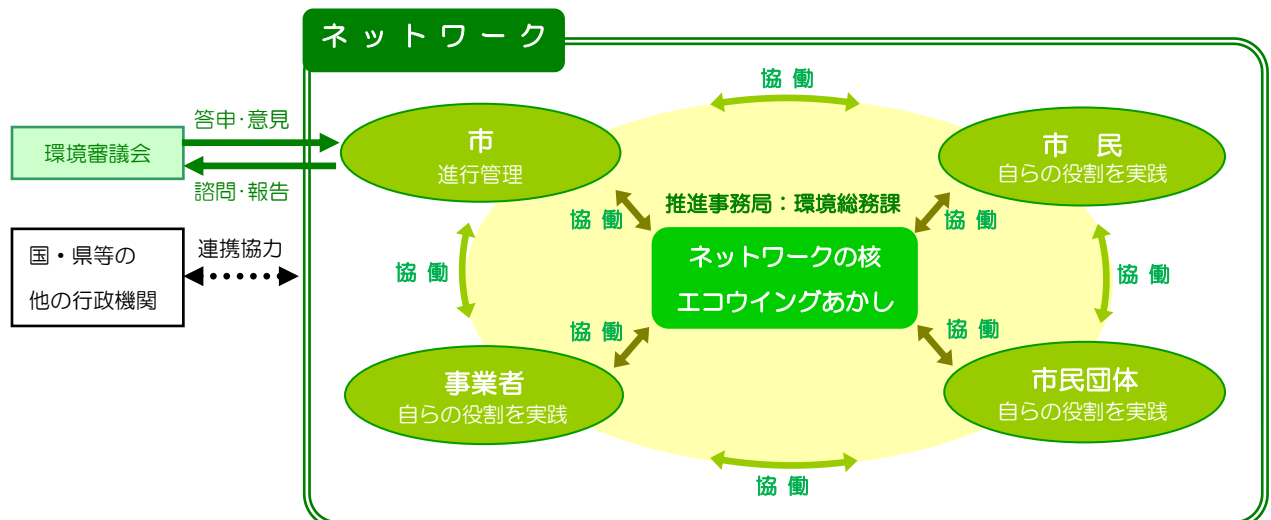 ネットワーク
協働
答申・意見
環境審議会
諮問・報告
市
進行管理
市 民
自らの役割を実践
推進事務局：環境総務課
協働
協働
国・県等の
他の行政機関
連携協力
ネットワークの核
エコウイングあかし
協働
協働
協働
協働
事業者
自らの役割を実践
市民団体
自らの役割を実践
協働